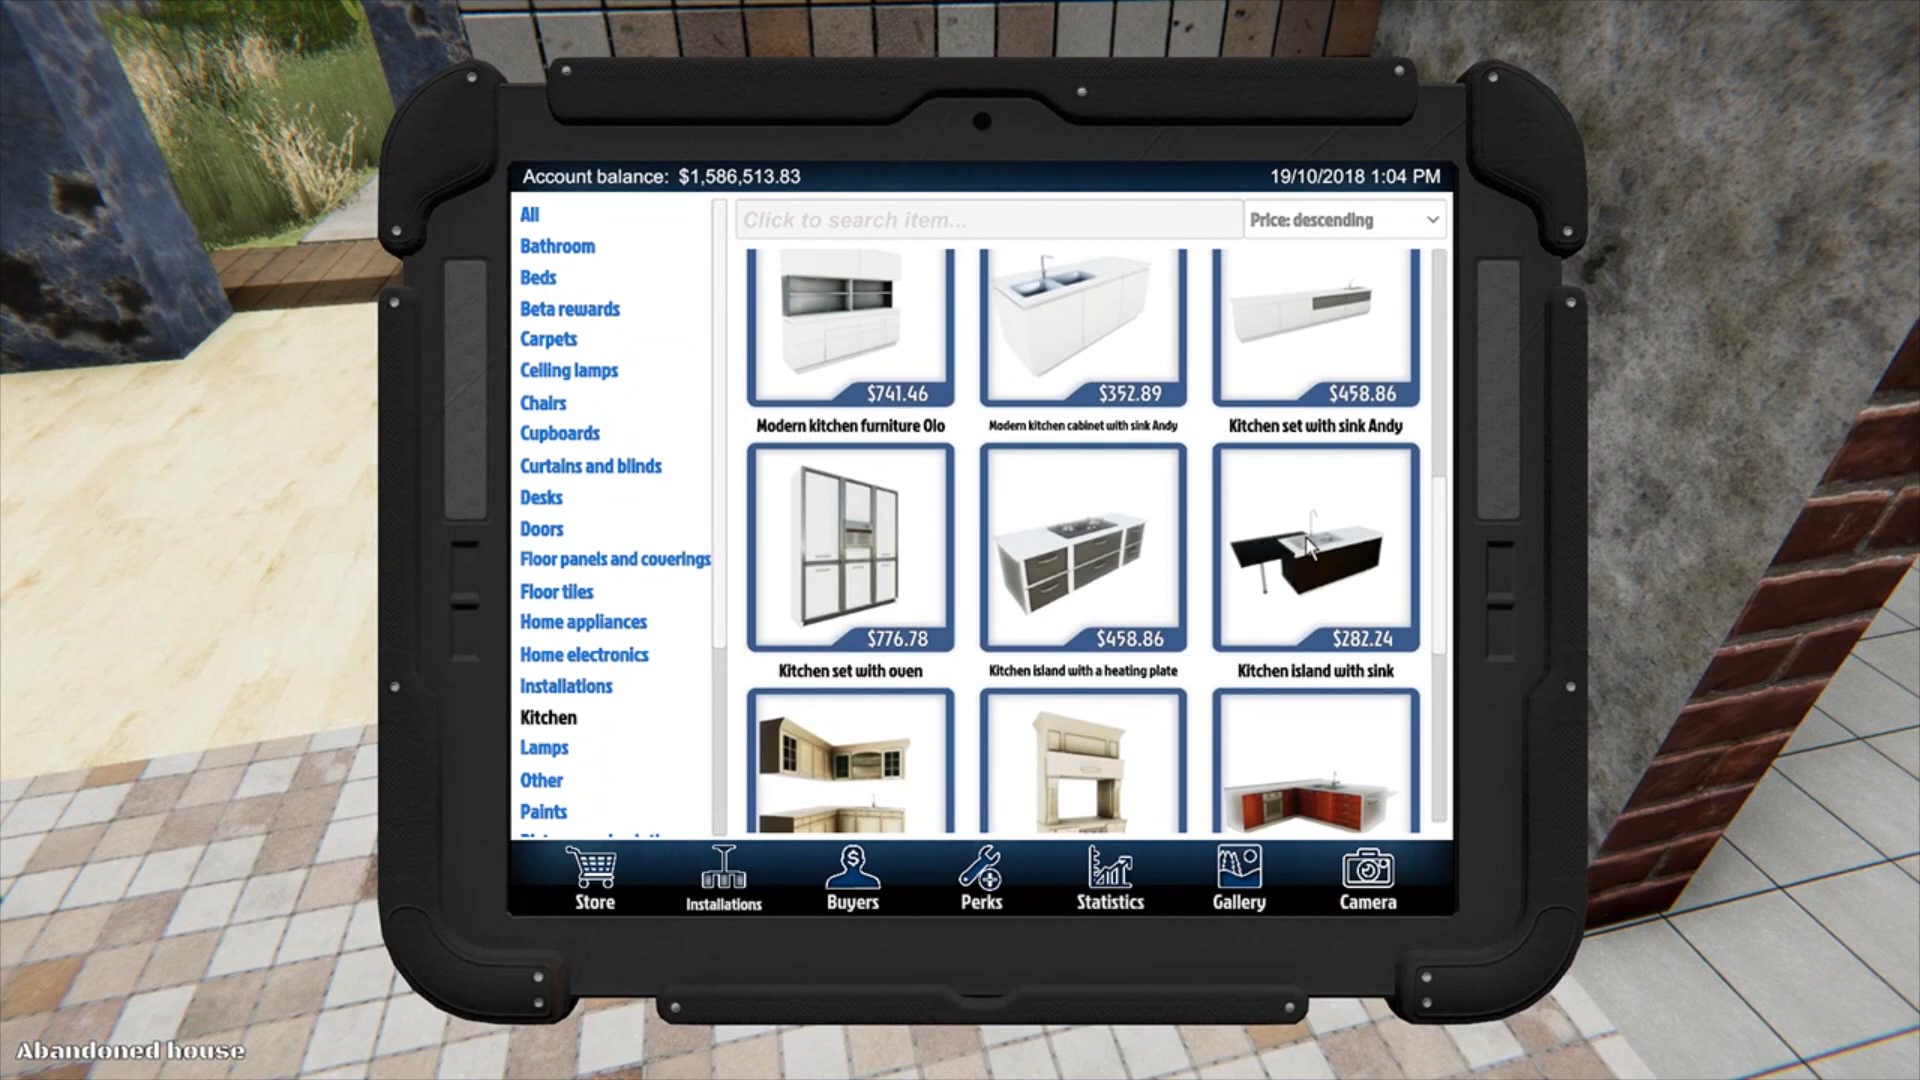 Account balance: $1,586,513.83
19/10/2018 1:04 PM
All
Bathroom
Beds
Beta rewards
Carpets
Ceiling lamps
Chairs
Cupboards
Curtains and blinds
Desks
Doors
Floor panels and coverings
Floor tiles
Home appliances
Home electronics
Installations
Kitchen
Lamps
Other
Paints
Click to search item...
Price: descending
$741.46
$352.89
$458.86
Modern kitchen furniture Olo
Modern kitchen cabinet with sink Andy
Kitchen set with sink Andy
$776.78
$458.86
$282.24
Kitchen set with oven
Kitchen island with a heating plate
Kitchen island with sink
Store
Installations
Buyers
Perks
Statistics
Gallery
Camera
Abandoned house